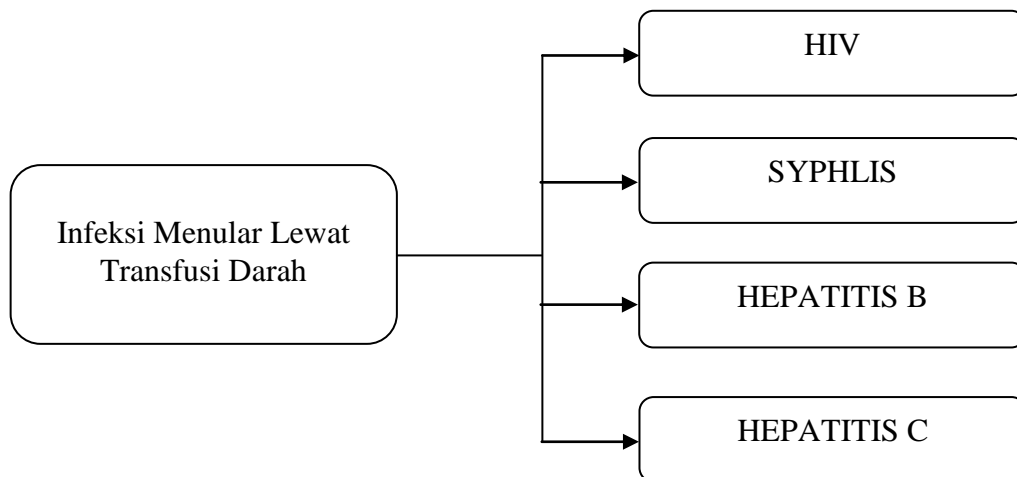 HIV
SYPHLIS
Infeksi Menular Lewat
Transfusi Darah
HEPATITIS B
HEPATITIS C